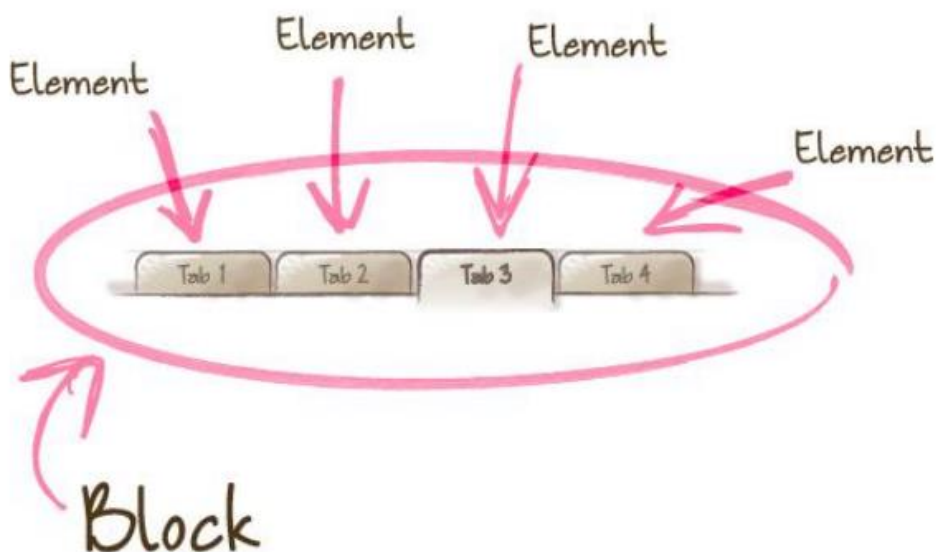 Element
Element
Element
Element
Tab 1
Tab 2
Tab 3
Tab 4
Block